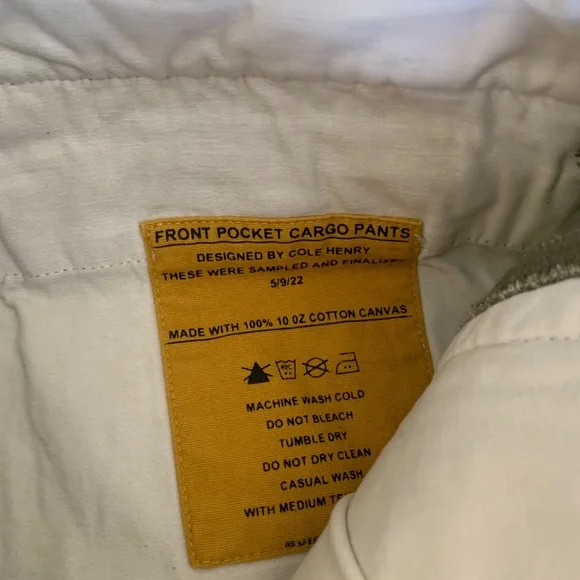 FRONT POCKET CARGO PANTS
DESIGNED BY COLE HENRY
THESE WERE SAMPLED AND
5/9/22
MADE WITH 100% 10 OZ COTTON CANVAS
MACHINE WASH COLD
DO NOT BLEACH
TUMBLE DRY
DO NOT DRY CLEAN
CASUAL WASH
WITH MEDIUM